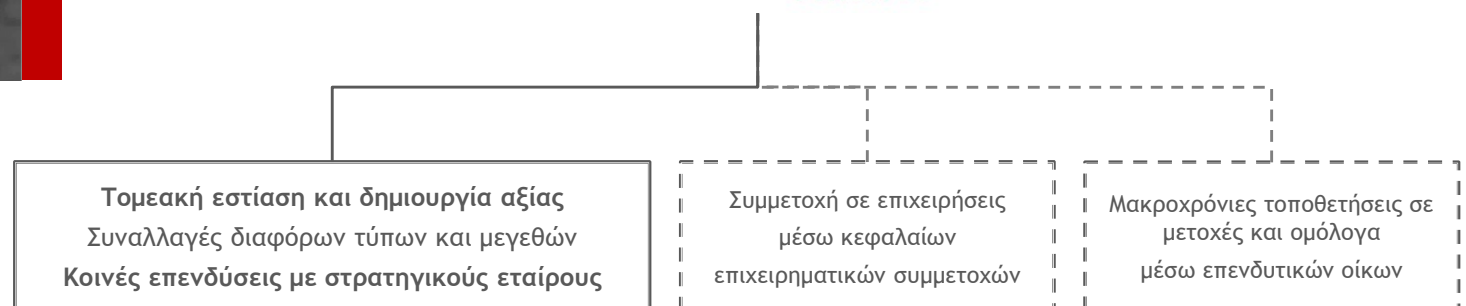 Τομεακή εστίαση και δημιουργία αξίας
Συναλλαγές διαφόρων τύπων και μεγεθών
Κοινές επενδύσεις με στρατηγικούς εταίρους
Συμμετοχή σε επιχειρήσεις
μέσω κεφαλαίων
επιχειρηματικών συμμετοχών
Μακροχρόνιες τοποθετήσεις σε
μετοχές και ομόλογα
μέσω επενδυτικών οίκων